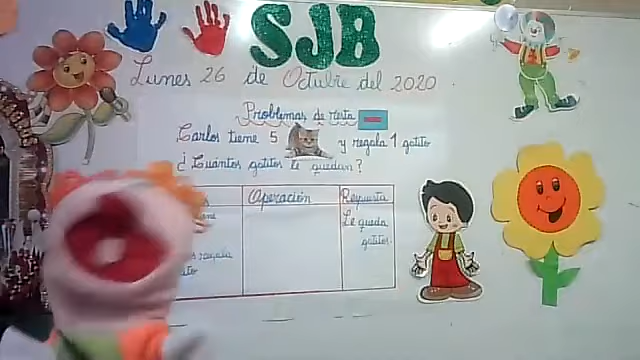 SJB
Lunes 26 de Octubre del 2020
Problemas de resta
Carlos tiene 5 y regala 1 gatito
¿Cuántos gatitos le quedan?
Operación Respuesta
Le queda
gatitos.